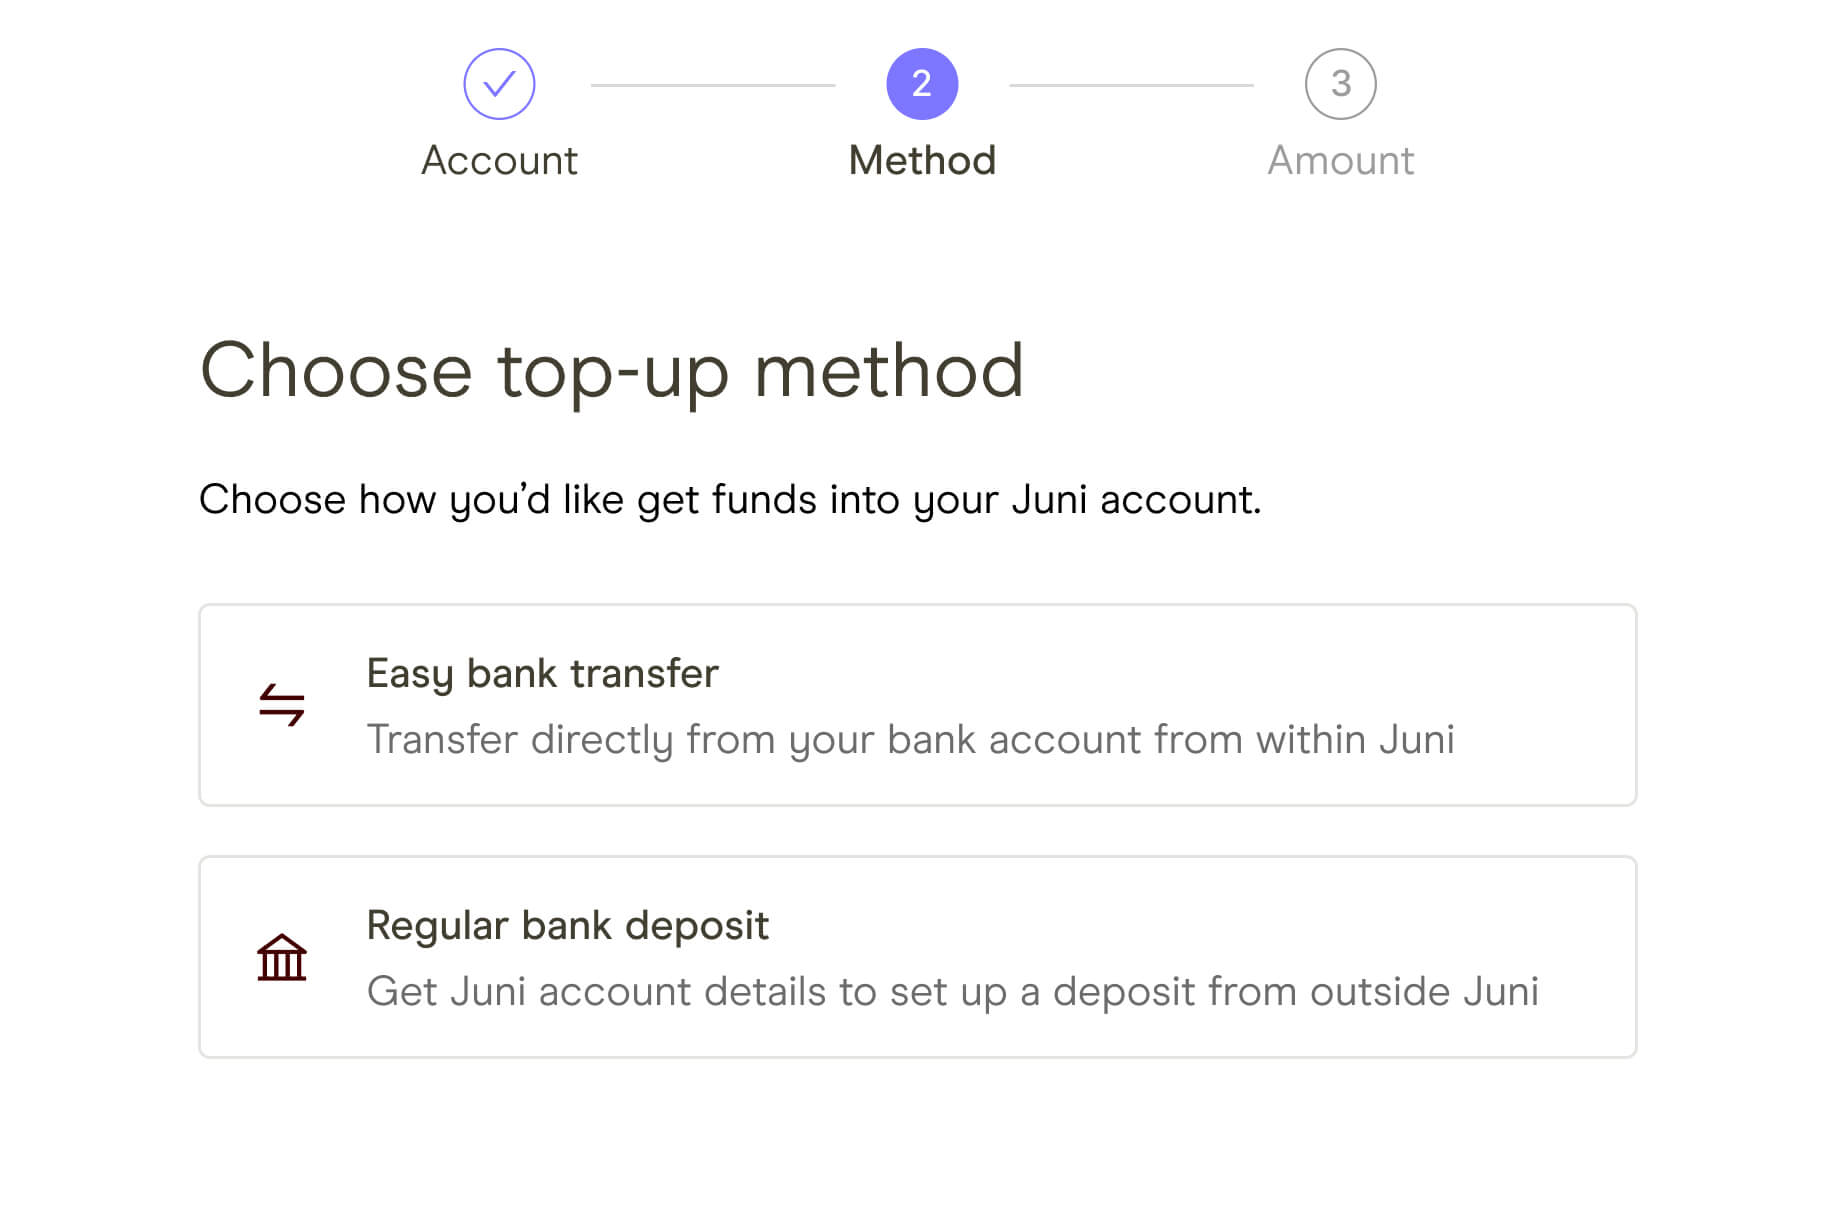 2
3
Account
Method
Amount
Choose top-up method
Choose how you’d like get funds into your Juni account.
Easy bank transfer
Transfer directly from your bank account from within Juni
Regular bank deposit
Get Juni account details to set up a deposit from outside Juni